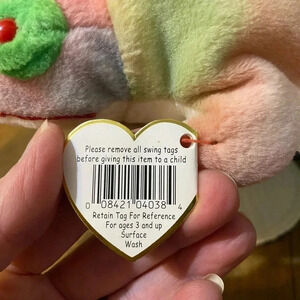 Please remove all swing tags
before giving this item to a child
0 08421 04038 4
Retain Tag For Reference
For ages 3 and up
Surface
Wash